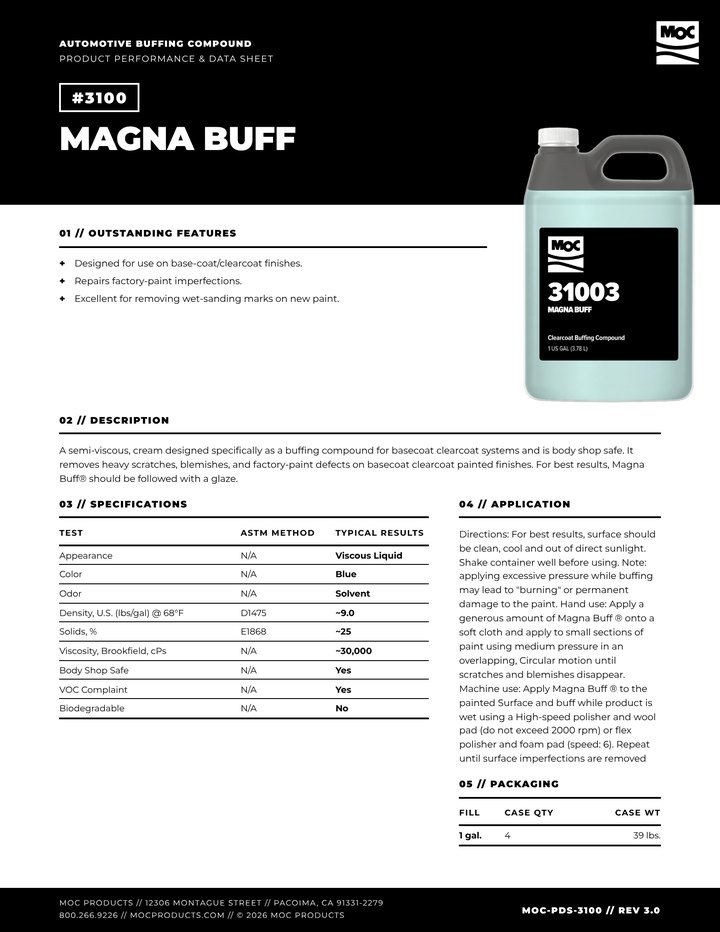 AUTOMOTIVE BUFFING COMPOUND
PRODUCT PERFORMANCE & DATA SHEET
MOC
#3100
MAGNA BUFF
01 // OUTSTANDING FEATURES
Designed for use on base-coat/clearcoat finishes.
Repairs factory-paint imperfections.
Excellent for removing wet-sanding marks on new paint.
MOC
31003
MAGNA BUFF
Clearcoat Buffing Compound
1 US GAL (3.78 L)
02 // DESCRIPTION
A semi-viscous, cream designed specifically as a buffing compound for basecoat clearcoat systems and is body shop safe. It
removes heavy scratches, blemishes, and factory-paint defects on basecoat clearcoat painted finishes. For best results, Magna
Buff® should be followed with a glaze.
03 // SPECIFICATIONS
TEST ASTM METHOD TYPICAL RESULTS
Appearance N/A Viscous Liquid
Color N/A Blue
Odor N/A Solvent
Density, U.S. (lbs/gal) @ 68°F D1475 ~9.0
Solids, % E1868 ~25
Viscosity, Brookfield, cPs N/A ~30,000
Body Shop Safe N/A Yes
VOC Complaint N/A Yes
Biodegradable N/A No
04 // APPLICATION
Directions: For best results, surface should
be clean, cool and out of direct sunlight.
Shake container well before using. Note:
applying excessive pressure while buffing
may lead to "burning" or permanent
damage to the paint. Hand use: Apply a
generous amount of Magna Buff ® onto a
soft cloth and apply to small sections of
paint using medium pressure in an
overlapping, Circular motion until
scratches and blemishes disappear.
Machine use: Apply Magna Buff ® to the
painted Surface and buff while product is
wet using a High-speed polisher and wool
pad (do not exceed 2000 rpm) or flex
polisher and foam pad (speed: 6). Repeat
until surface imperfections are removed
05 // PACKAGING
FILL CASE QTY CASE WT
1 gal. 4 39 lbs.
MOC PRODUCTS // 12306 MONTAGUE STREET // PACOIMA, CA 91331-2279
800.266.9226 // MOCPRODUCTS.COM // © 2026 MOC PRODUCTS
MOC-PDS-3100 // REV 3.0